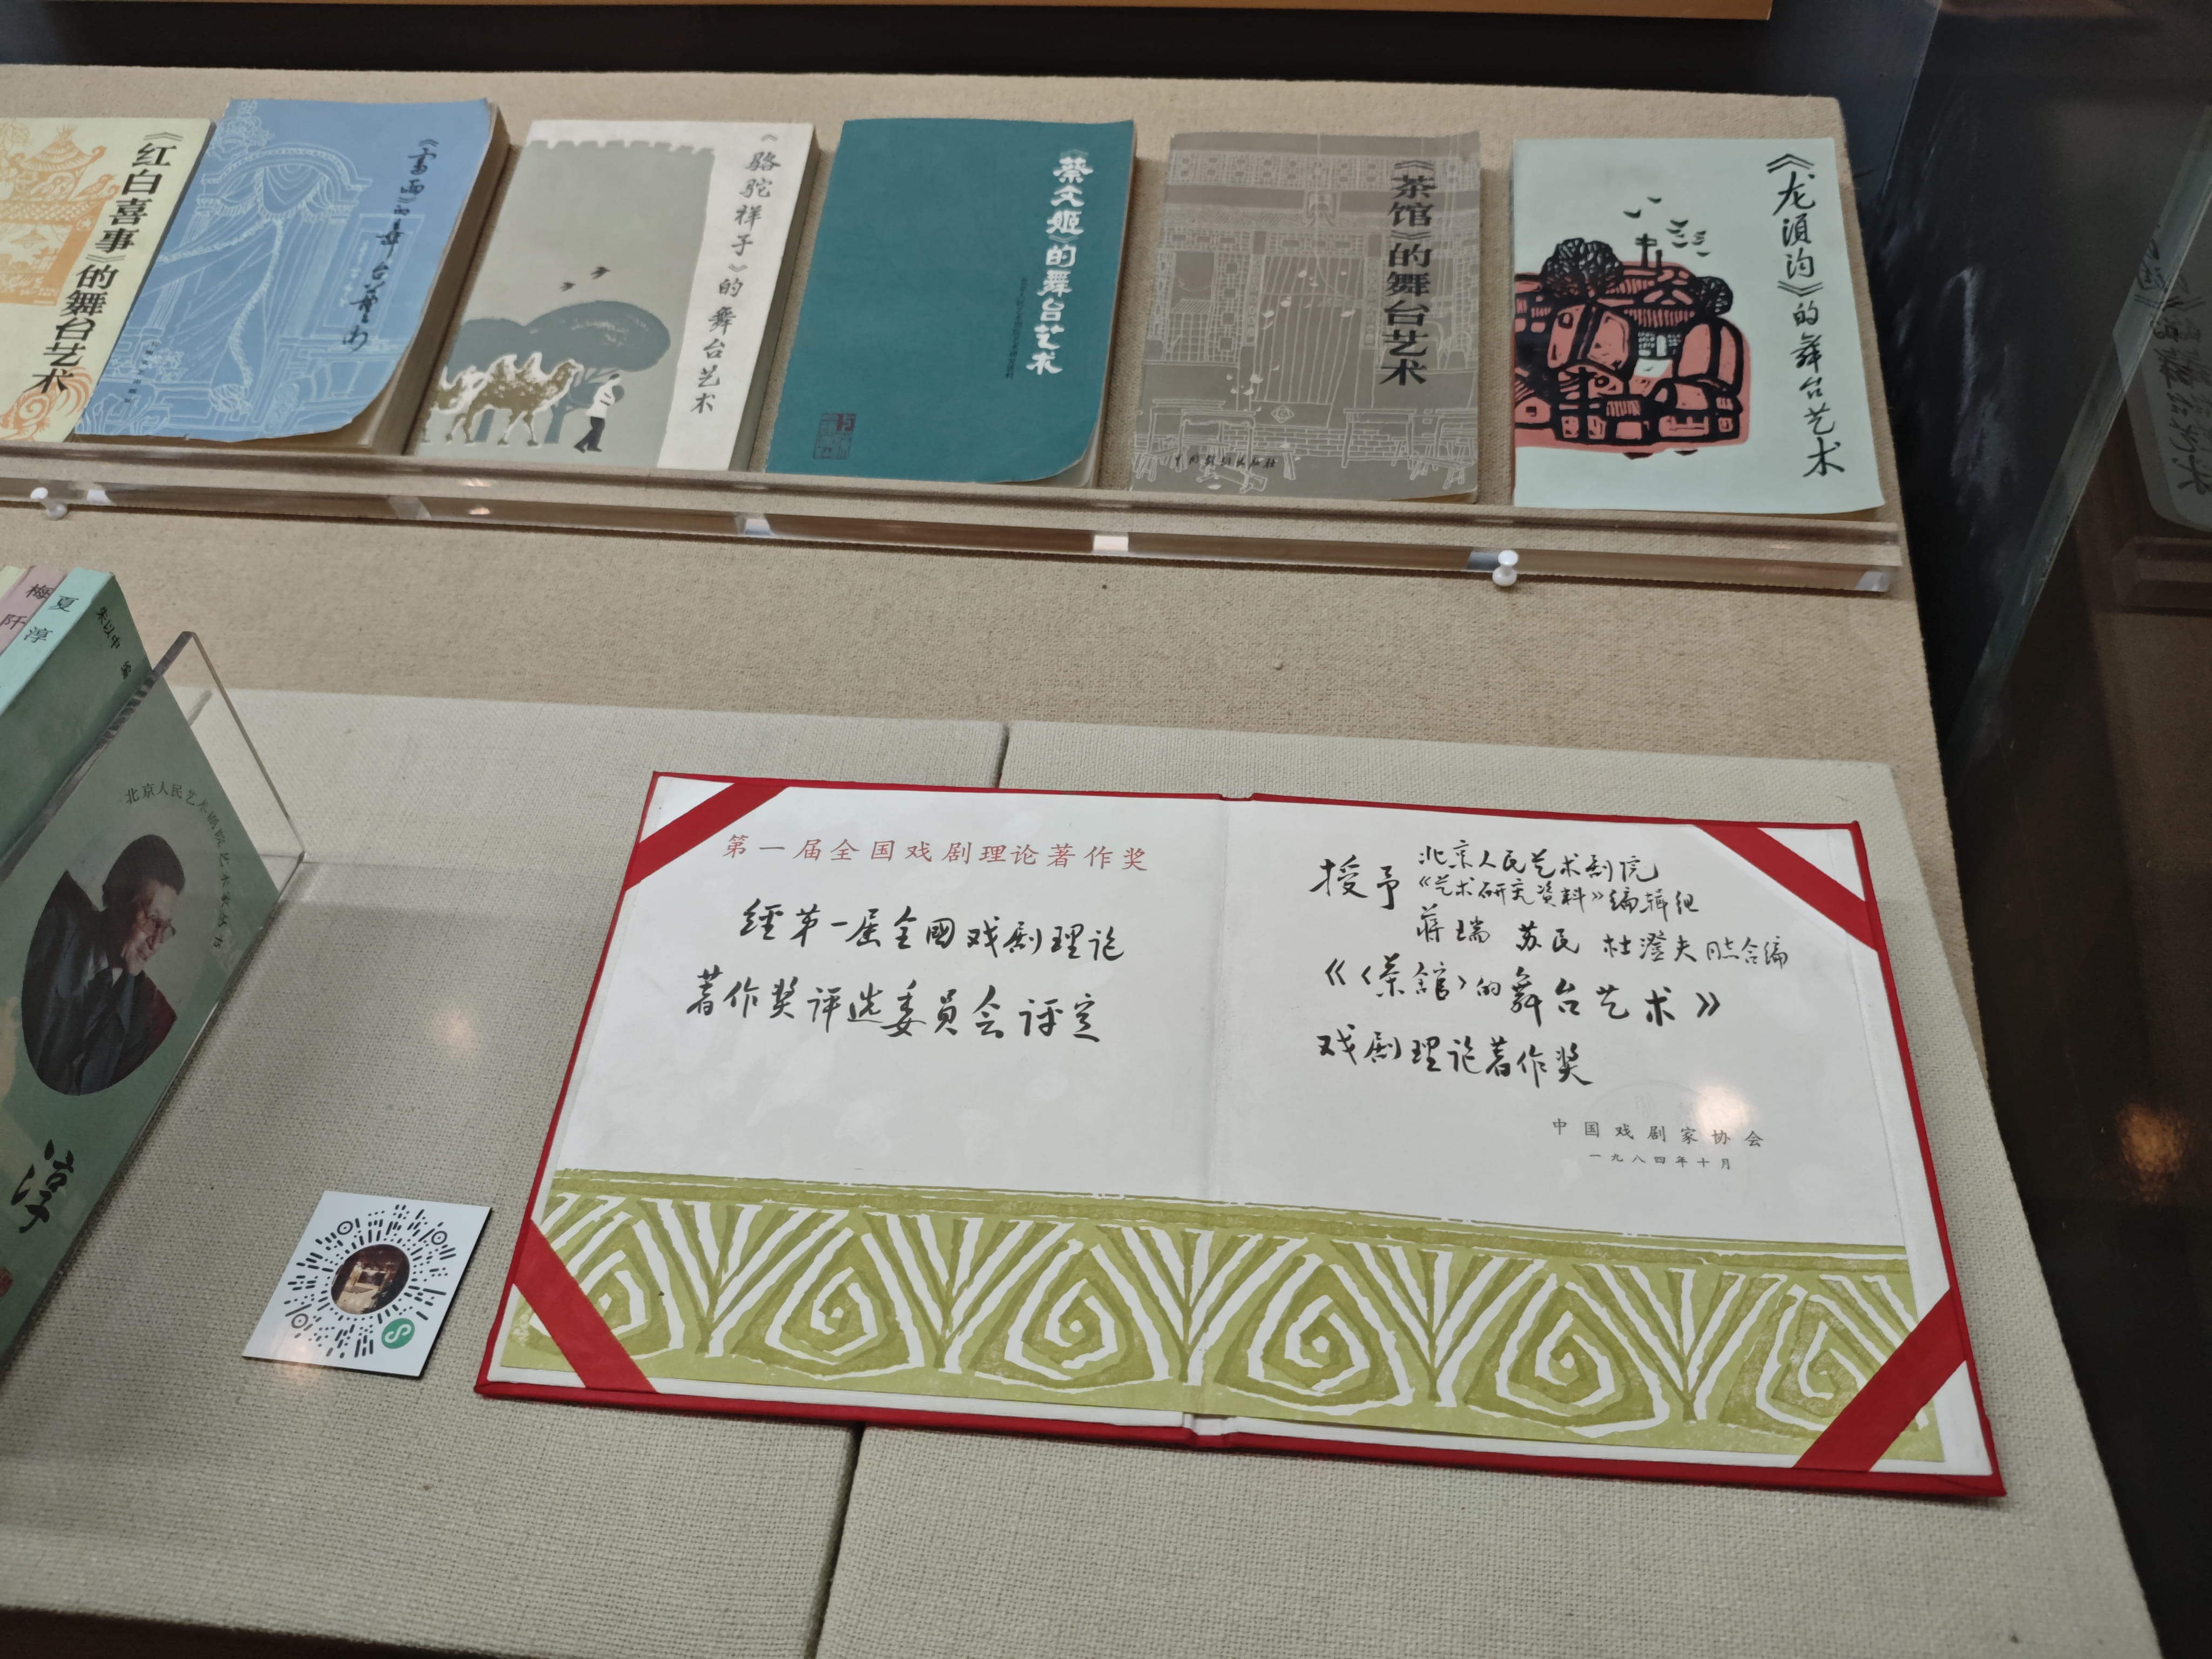 《红白喜事》的舞台艺术
《雷雨》的舞台艺术
《骆驼祥子》的舞台艺术
《蔡文姬》的舞台艺术
《茶馆》的舞台艺术
中国戏剧出版社
《龙须沟》的舞台艺术
梅阡
夏淳
北京人民艺术剧院艺术家丛书
淳
第一届全国戏剧理论著作奖
經第一届全國戏剧理论
著作奖评选委員会评定
授予 北京人民艺术剧院
《艺术研究资料》编辑组
蒋瑞 苏民 杜澄夫同志合编
《〈茶館〉的舞台艺术》
戏剧理论著作奖
中国戏剧家协会
一九八四年十月